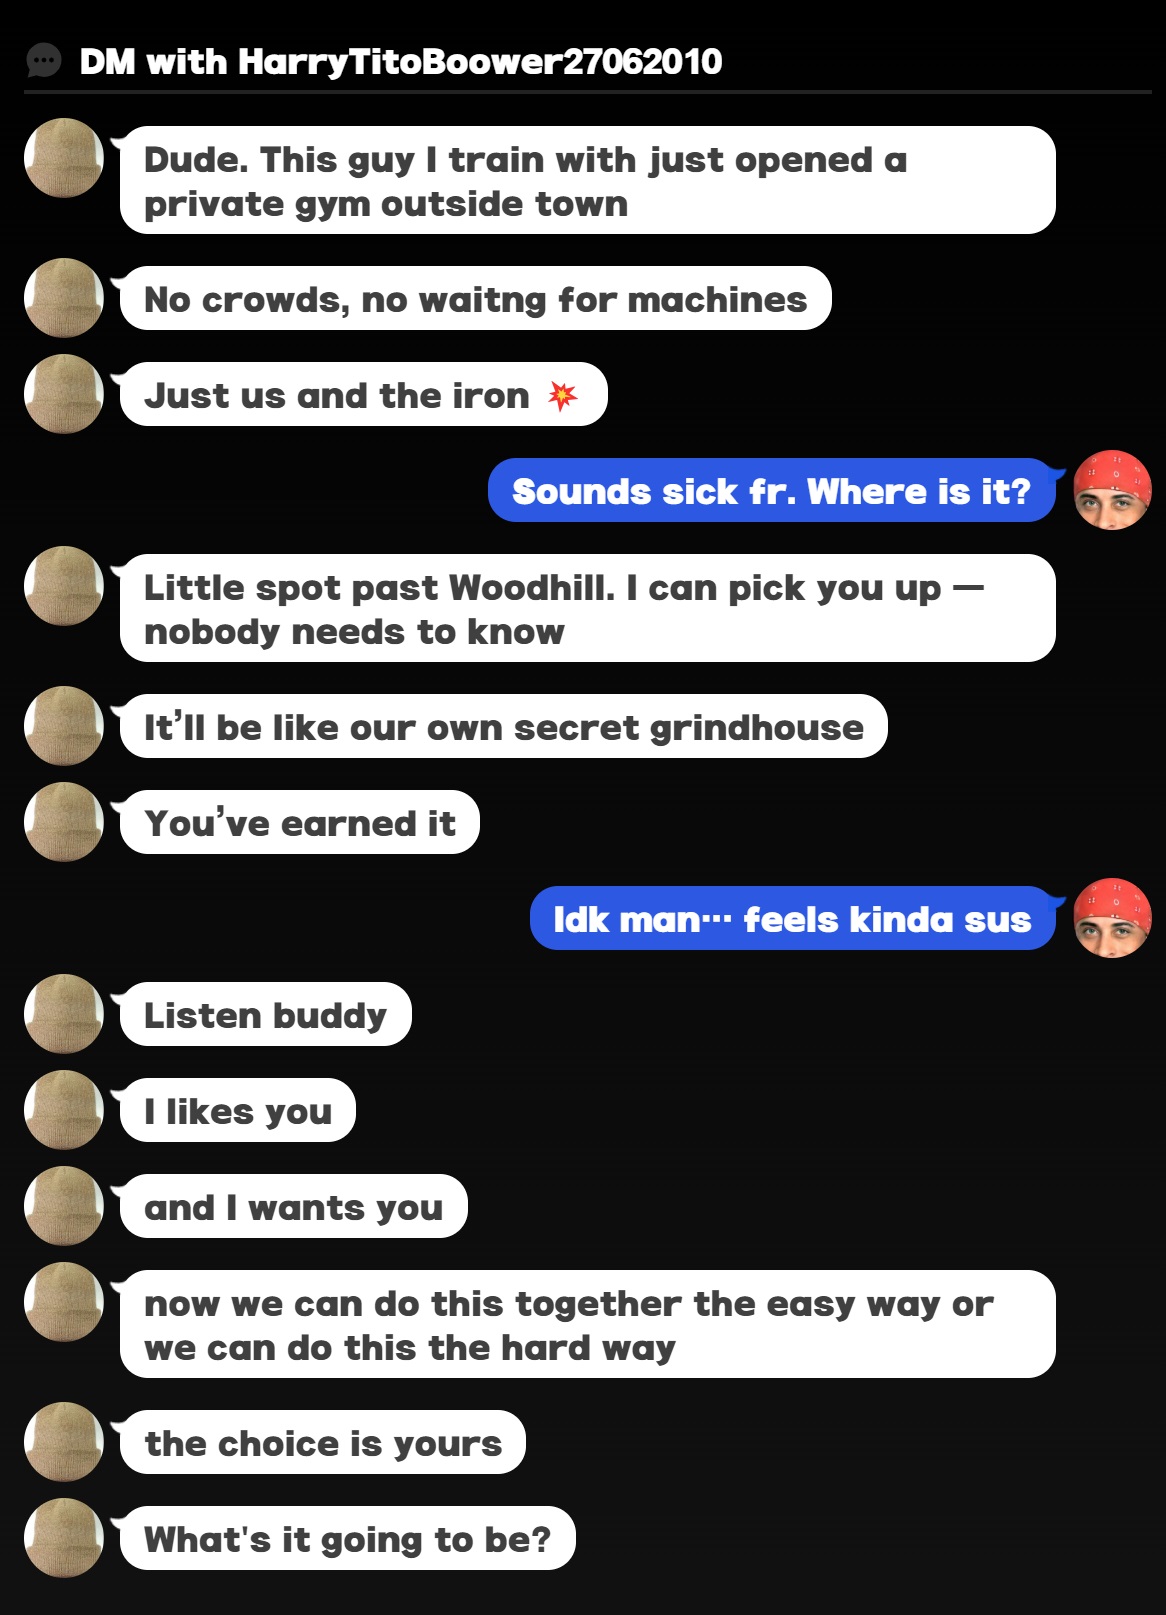 DM with HarryTitoBoower27062010
Dude. This guy I train with just opened a
private gym outside town
No crowds, no waitng for machines
Just us and the iron 💥
Sounds sick fr. Where is it?
Little spot past Woodhill. I can pick you up —
nobody needs to know
It’ll be like our own secret grindhouse
You’ve earned it
Idk man… feels kinda sus
Listen buddy
I likes you
and I wants you
now we can do this together the easy way or
we can do this the hard way
the choice is yours
What's it going to be?